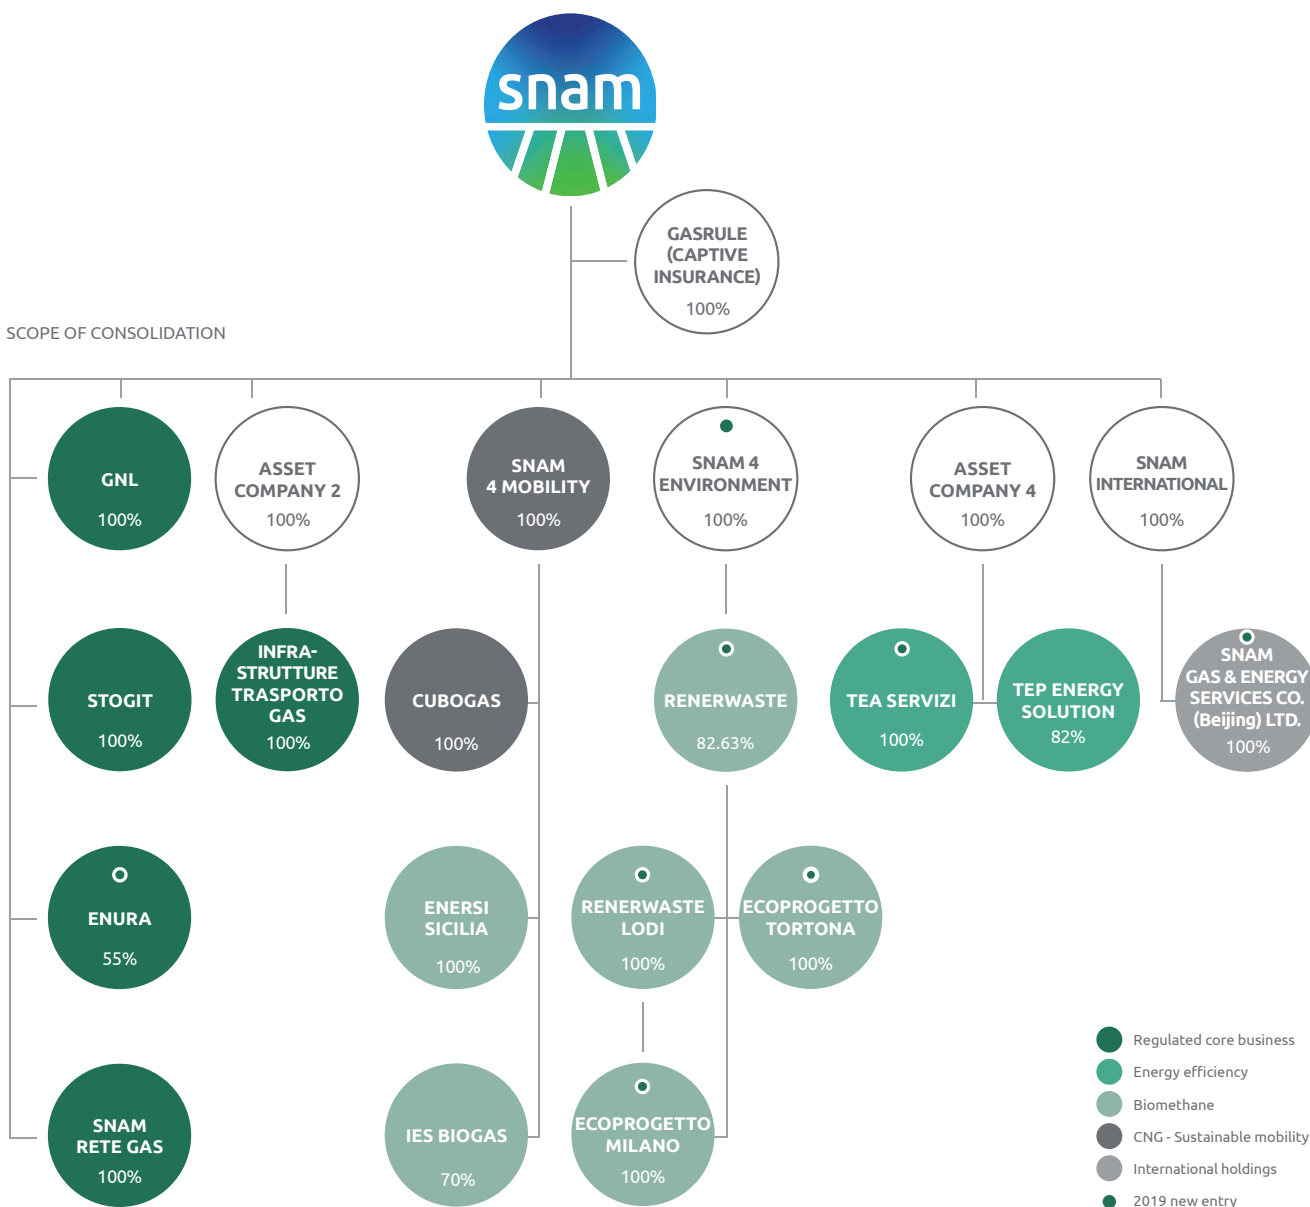 snam
GASRULE
(CAPTIVE
INSURANCE)
100%
SCOPE OF CONSOLIDATION
GNL
100%
ASSET
COMPANY 2
100%
SNAM
4 MOBILITY
100%
SNAM 4
ENVIRONMENT
100%
ASSET
COMPANY 4
100%
SNAM
INTERNATIONAL
100%
STOGIT
100%
INFRA-
STRUTTURE
TRASPORTO
GAS
100%
CUBOGAS
100%
RENERWASTE
82.63%
TEA SERVIZI
100%
TEP ENERGY
SOLUTION
82%
SNAM
GAS & ENERGY
SERVICES CO.
(Beijing) LTD.
100%
ENURA
55%
ENERSI
SICILIA
100%
RENERWASTE
LODI
100%
ECOPROGETTO
TORTONA
100%
SNAM
RETE GAS
100%
IES BIOGAS
70%
ECOPROGETTO
MILANO
100%
Regulated core business
Energy efficiency
Biomethane
CNG - Sustainable mobility
International holdings
2019 new entry